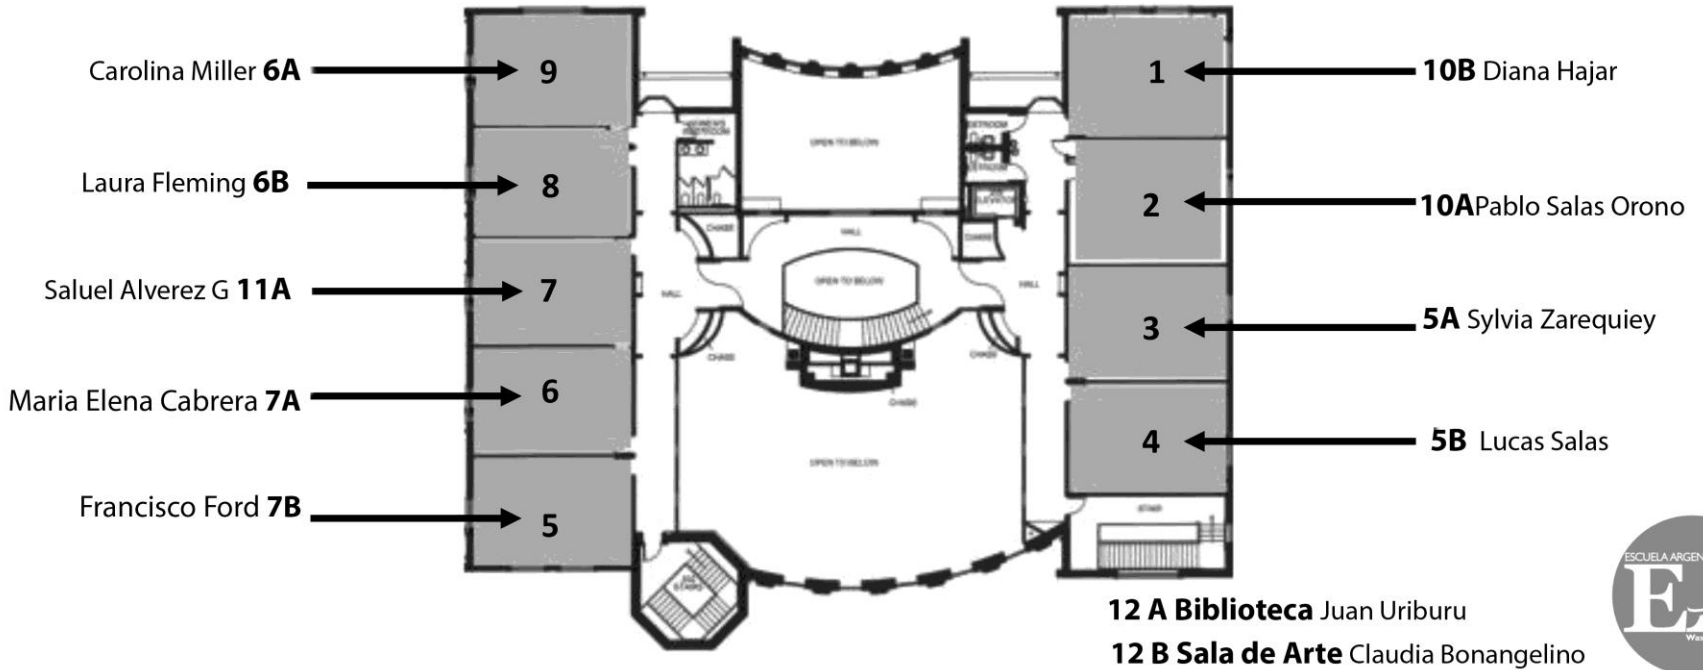 Carolina Miller 6A
9
Laura Fleming 6B
8
Saluel Alverez G 11A
7
Maria Elena Cabrera 7A
6
Francisco Ford 7B
5
1
10B Diana Hajar
2
10APablo Salas Orono
3
5A Sylvia Zarequiey
4
5B Lucas Salas
OPEN TO BELOW
CHASE
HALL
CHASE
OPEN TO BELOW
HALL
HALL
CHASE
CHASE
CHASE
OPEN TO BELOW
STAIR
STAIRS
12 A Biblioteca Juan Uriburu
12 B Sala de Arte Claudia Bonangelino
ESCUELA ARGEN
E
Was